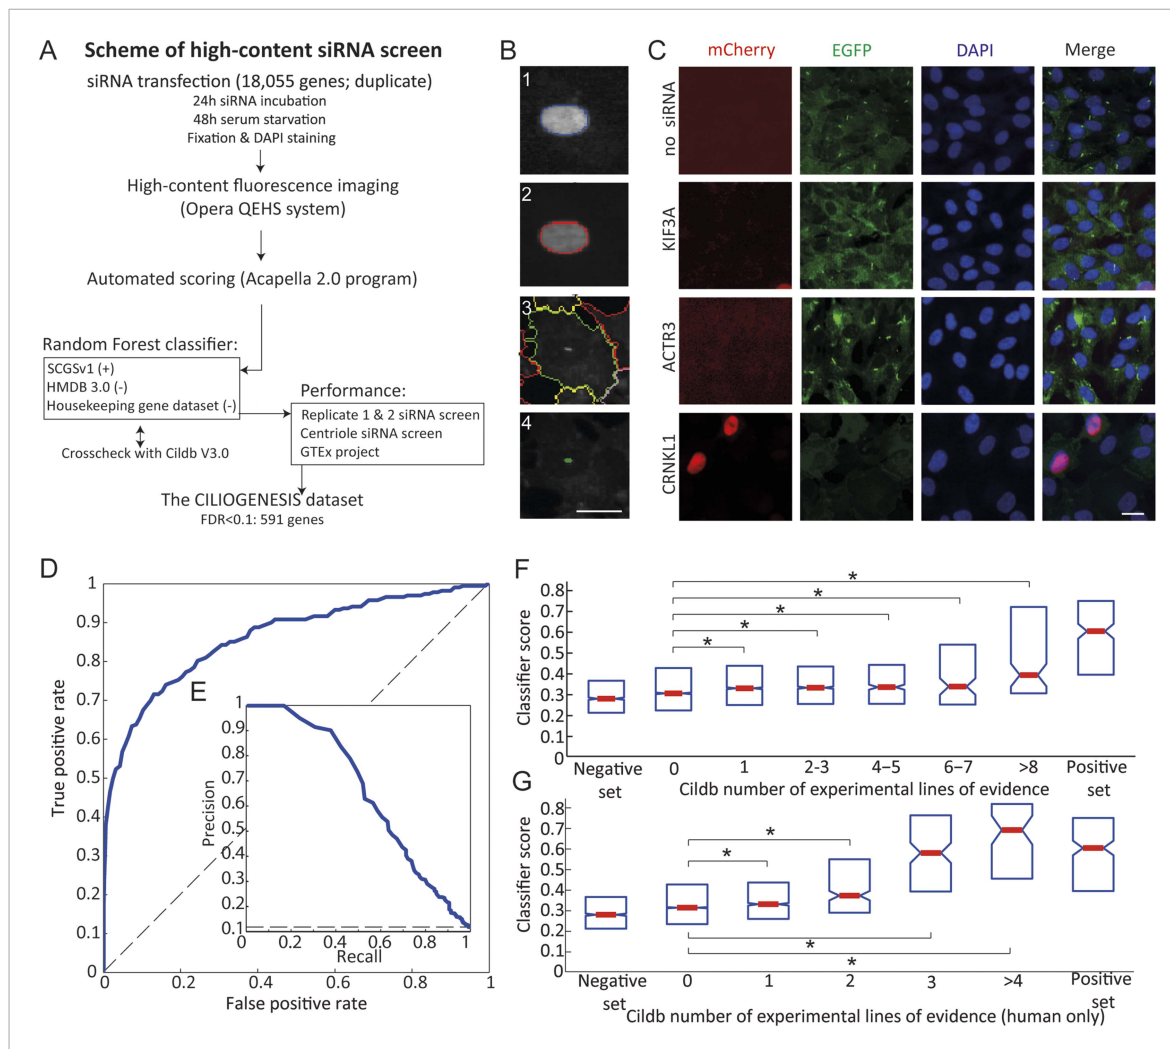 A
Scheme of high-content siRNA screen
siRNA transfection (18,055 genes; duplicate)
24h siRNA incubation
48h serum starvation
Fixation & DAPI staining
High-content fluorescence imaging
(Opera QEHS system)
Automated scoring (Acapella 2.0 program)
Random Forest classifier:
SCGSv1 (+)
HMDB 3.0 (-)
Housekeeping gene dataset (-)
Crosscheck with Cildb V3.0
Performance:
Replicate 1 & 2 siRNA screen
Centriole siRNA screen
GTEx project
The CILIOGENESIS dataset
FDR<0.1: 591 genes
B
1
2
3
4
C
mCherry
EGFP
DAPI
Merge
no siRNA
KIF3A
ACTR3
CRNKL1
D
True positive rate
1
0.9
0.8
0.7
0.6
0.5
0.4
0.3
0.2
0.1
0
0
0.2
0.4
0.6
0.8
1
False positive rate
E
Precision
1
0.9
0.8
0.7
0.6
0.5
0.4
0.3
0.2
0.1
0
0.2
0.4
0.6
0.8
1
Recall
F
Classifier score
0.8
0.7
0.6
0.5
0.4
0.3
0.2
0.1
0
*
*
*
*
*
Negative set
0
1
2-3
4–5
6–7
>8
Positive set
Cildb number of experimental lines of evidence
G
Classifier score
0.8
0.7
0.6
0.5
0.4
0.3
0.2
0.1
0
*
*
*
*
Negative set
0
1
2
3
>4
Positive set
Cildb number of experimental lines of evidence (human only)